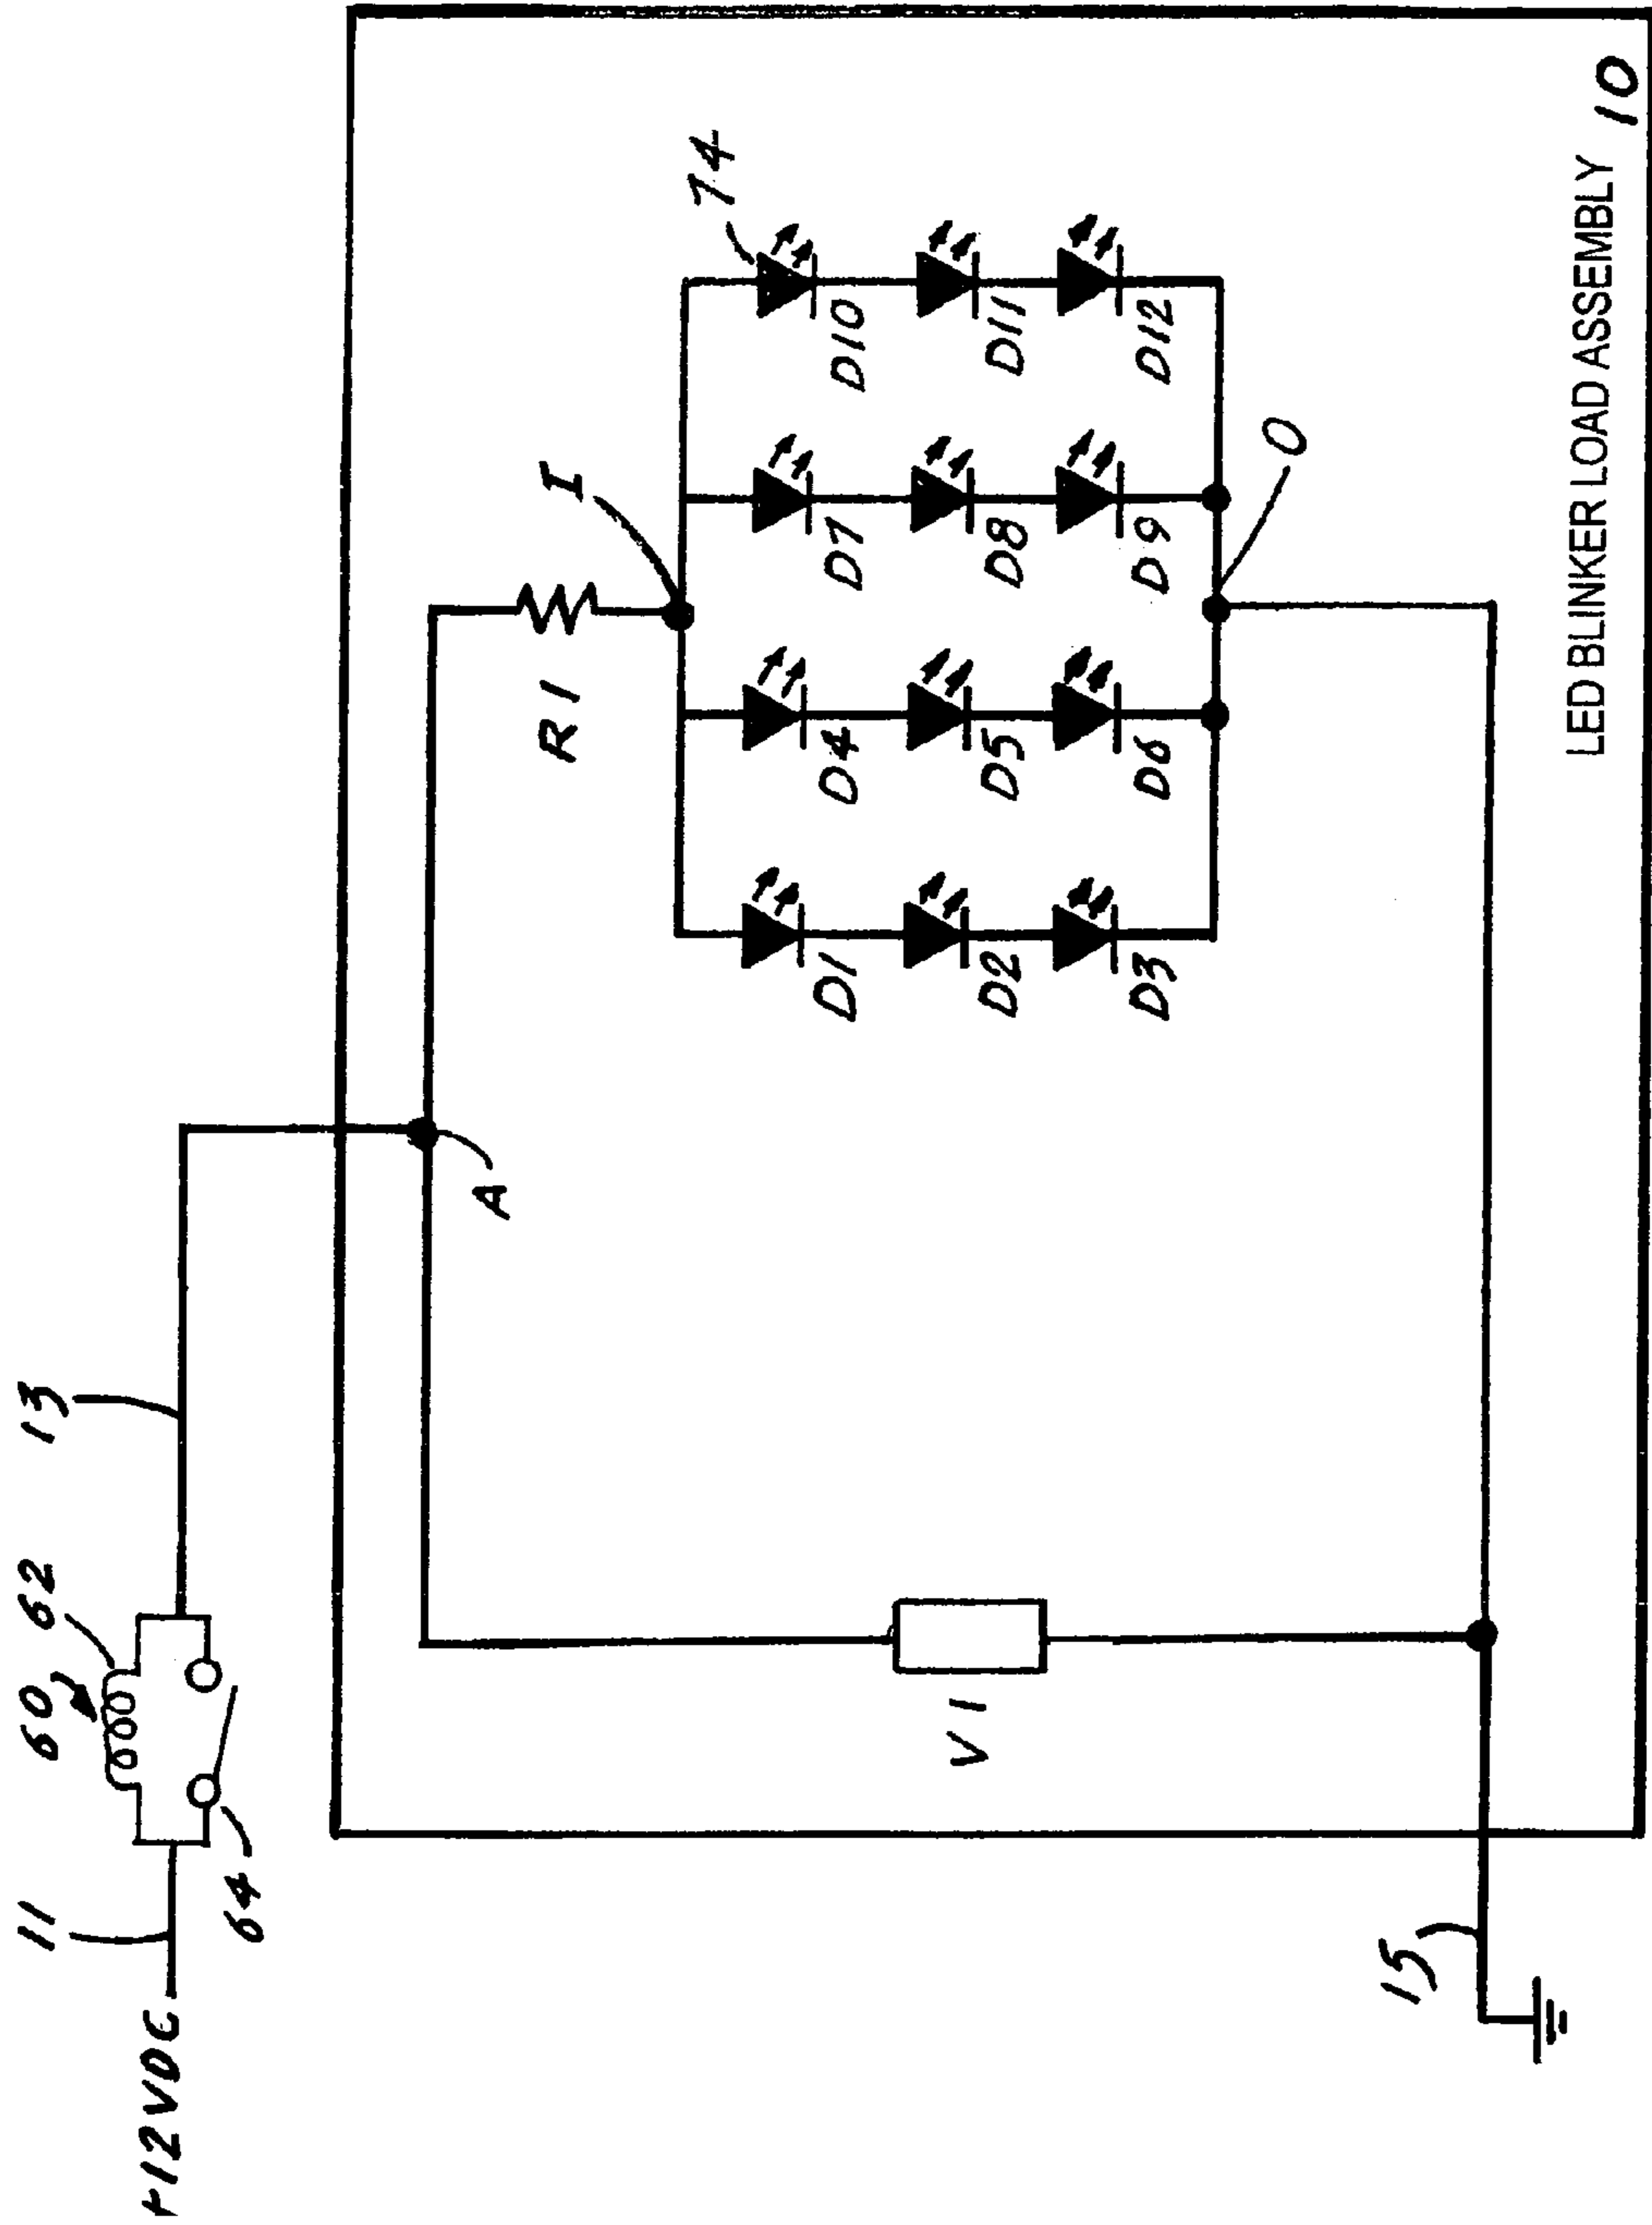 11 60 62 13
+12VDC
64
A
I
R1
74
D1 D4 D7 D10
V1
D2 D5 D8 D11
D3 D6 D9 D12
O
15
LED BLINKER LOAD ASSEMBLY 10